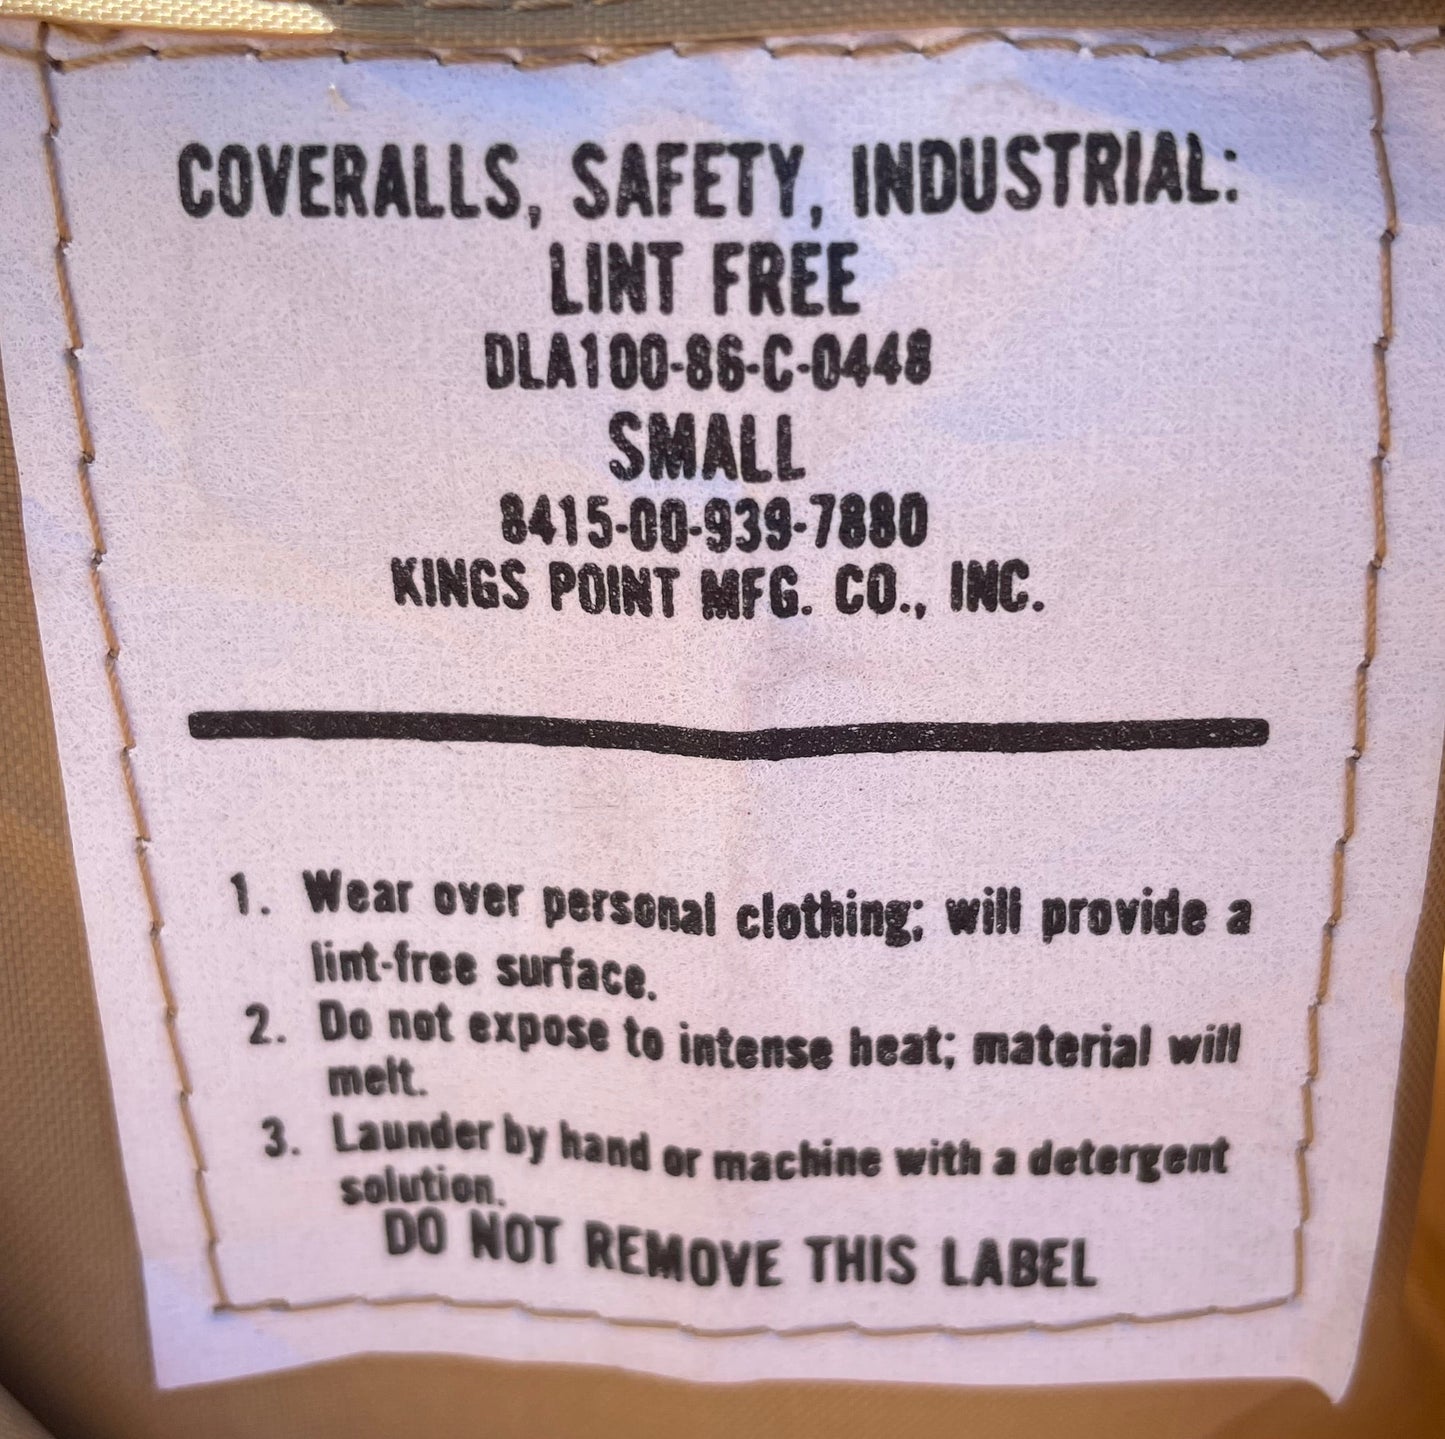 COVERALLS, SAFETY, INDUSTRIAL:
LINT FREE
DLA100-86-C-0448
SMALL
8415-00-939-7880
KINGS POINT MFG. CO., INC.
1. Wear over personal clothing; will provide a
lint-free surface.
2. Do not expose to intense heat; material will
melt.
3. Launder by hand or machine with a detergent
solution.
DO NOT REMOVE THIS LABEL